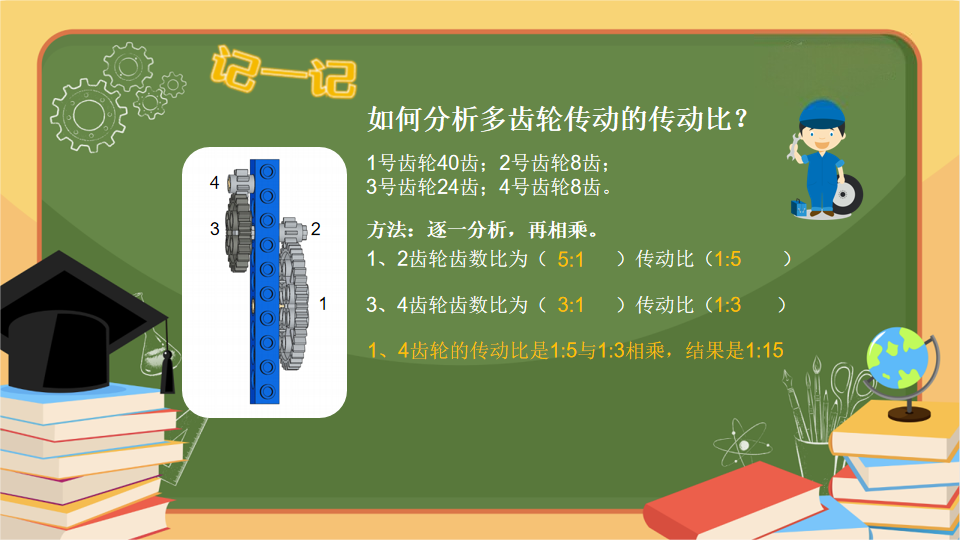 记一记
如何分析多齿轮传动的传动比？
1号齿轮40齿；2号齿轮8齿；
3号齿轮24齿；4号齿轮8齿。
方法：逐一分析，再相乘。
1、2齿轮齿数比为（ 5:1 ）传动比（1:5 ）
3、4齿轮齿数比为（ 3:1 ）传动比（1:3 ）
1、4齿轮的传动比是1:5与1:3相乘，结果是1:15
4
3
2
1